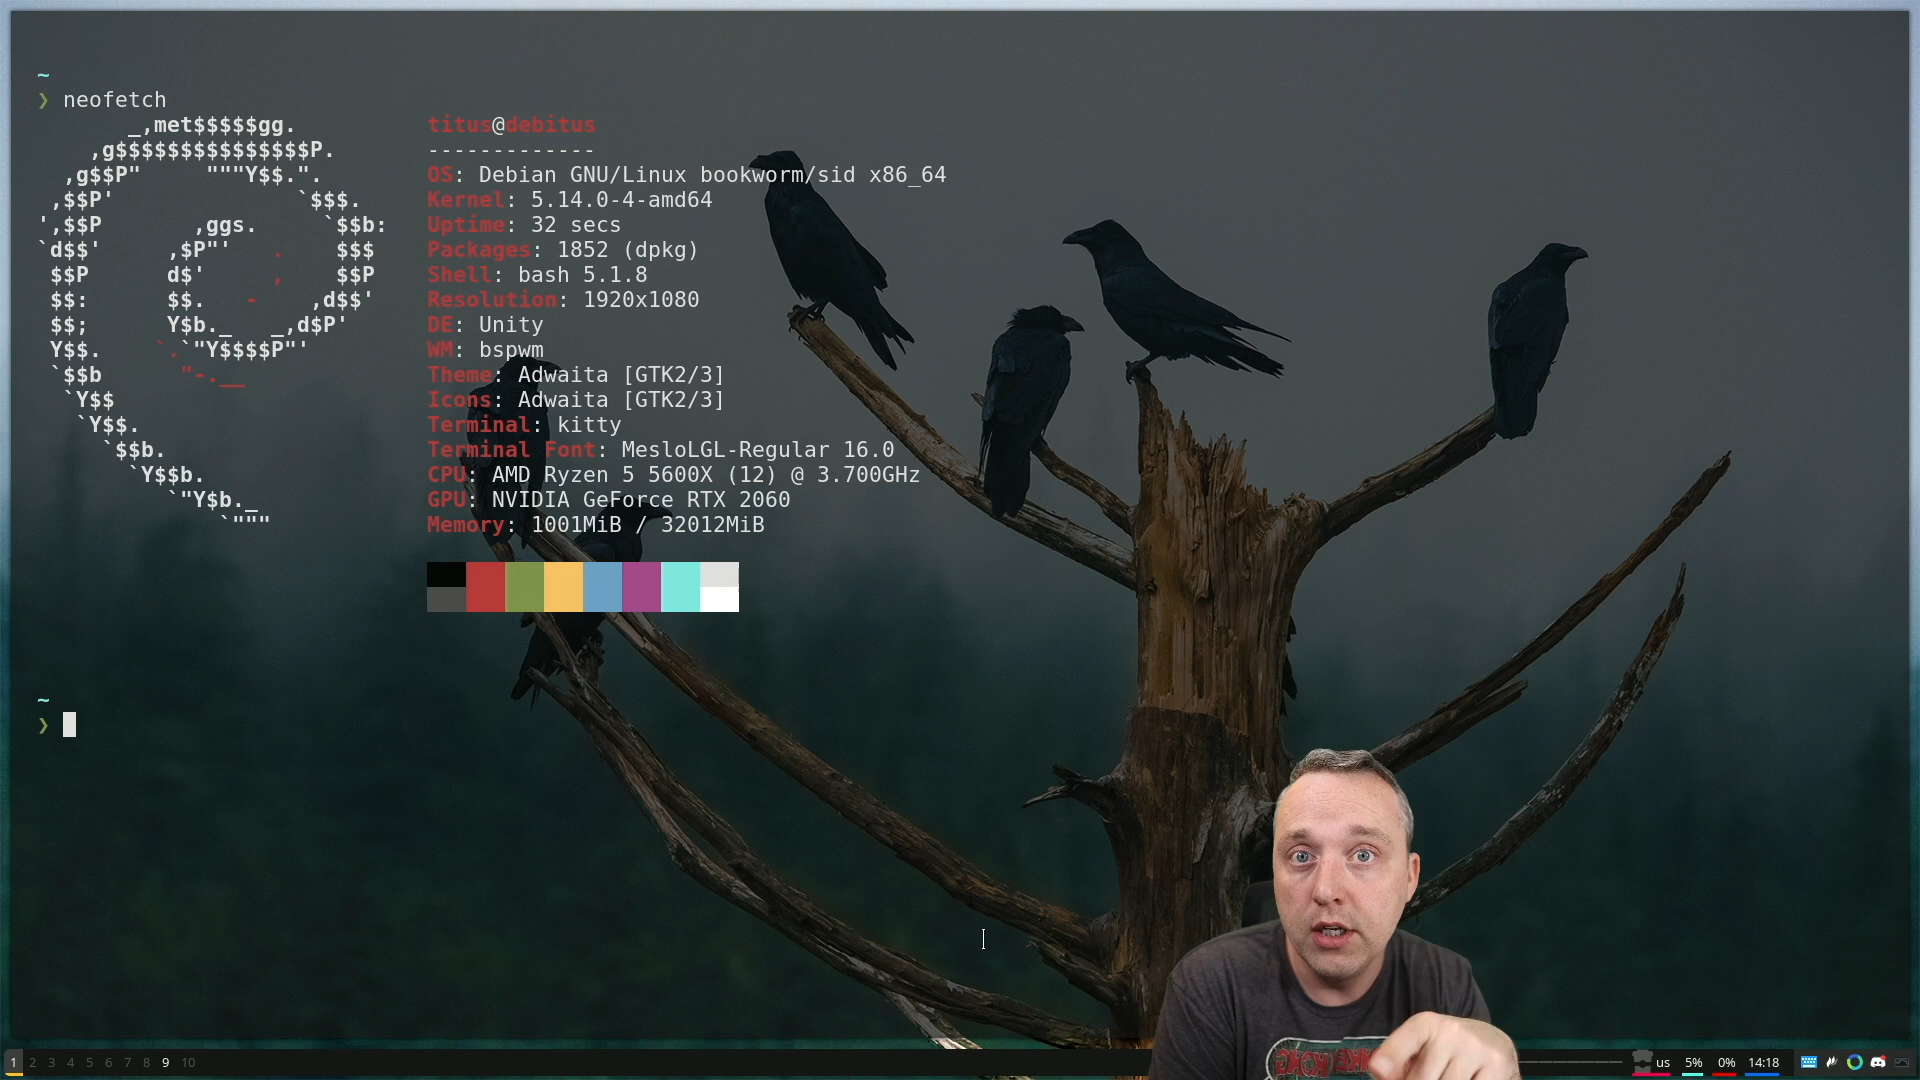 ~
❯ neofetch
_,met$$$$$gg.
,g$$$$$$$$$$$$$$$P.
,g$$P"     """Y$$.".
,$$P'              `$$$.
',$$P       ,ggs.     `$$b:
`d$$'     ,$P"'   .    $$$
$$P      d$'     ,    $$P
$$:      $$.   -    ,d$$'
$$;      Y$b._   _,d$P'
Y$$.    `.`"Y$$$$P"'
`$$b      "-.__
`Y$$
`Y$$.
`$$b.
`Y$$b.
`"Y$b._
`"""
titus@debitus
-------------
OS: Debian GNU/Linux bookworm/sid x86_64
Kernel: 5.14.0-4-amd64
Uptime: 32 secs
Packages: 1852 (dpkg)
Shell: bash 5.1.8
Resolution: 1920x1080
DE: Unity
WM: bspwm
Theme: Adwaita [GTK2/3]
Icons: Adwaita [GTK2/3]
Terminal: kitty
Terminal Font: MesloLGL-Regular 16.0
CPU: AMD Ryzen 5 5600X (12) @ 3.700GHz
GPU: NVIDIA GeForce RTX 2060
Memory: 1001MiB / 32012MiB
~
❯
1 2 3 4 5 6 7 8 9 10
us 5% 0% 14:18